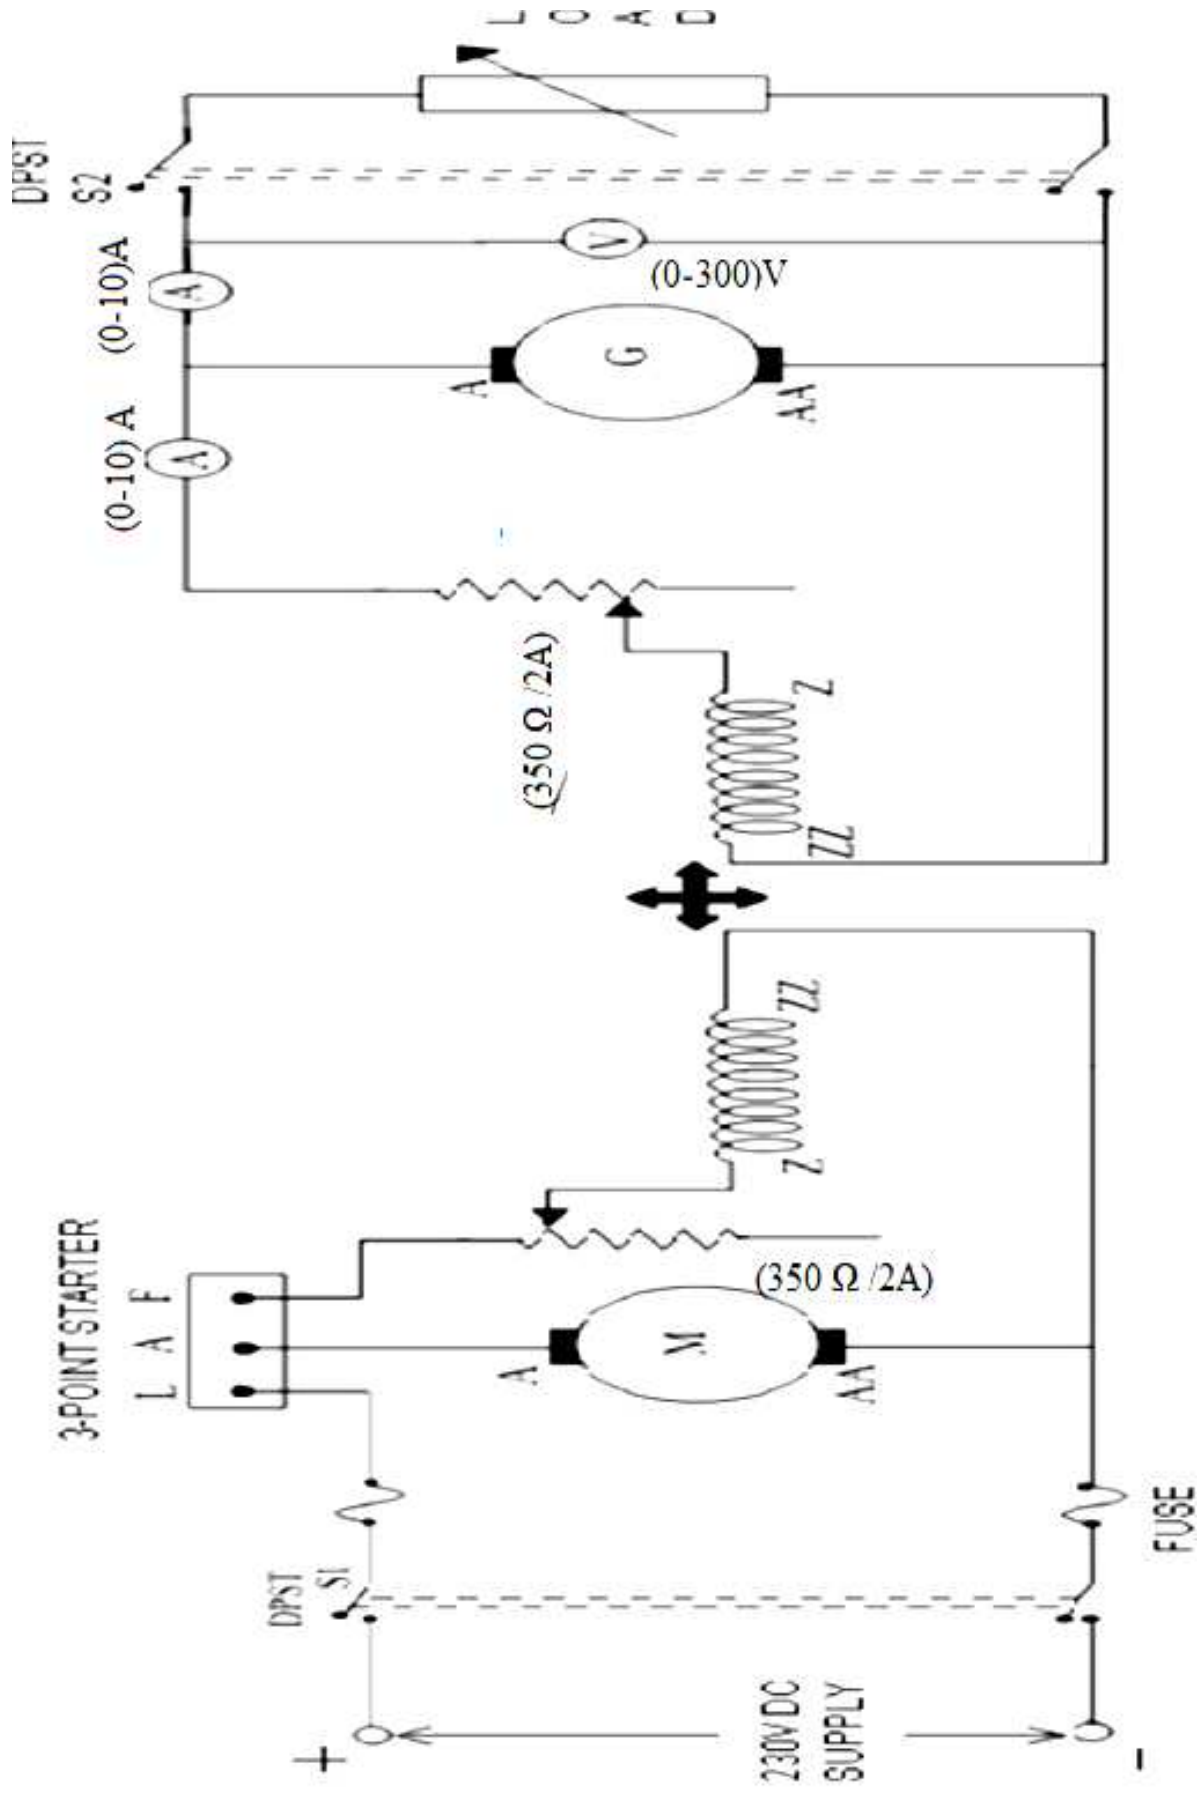 3-POINT STARTER
L A F
DPST
S1
+
-
230V DC
SUPPLY
FUSE
A
M
AA
(350 Ω /2A)
Z
ZZ
ZZ
Z
(350 Ω /2A)
(0-10) A
A
(0-10)A
A
A
G
AA
V
(0-300)V
DPST
S2
LOAD